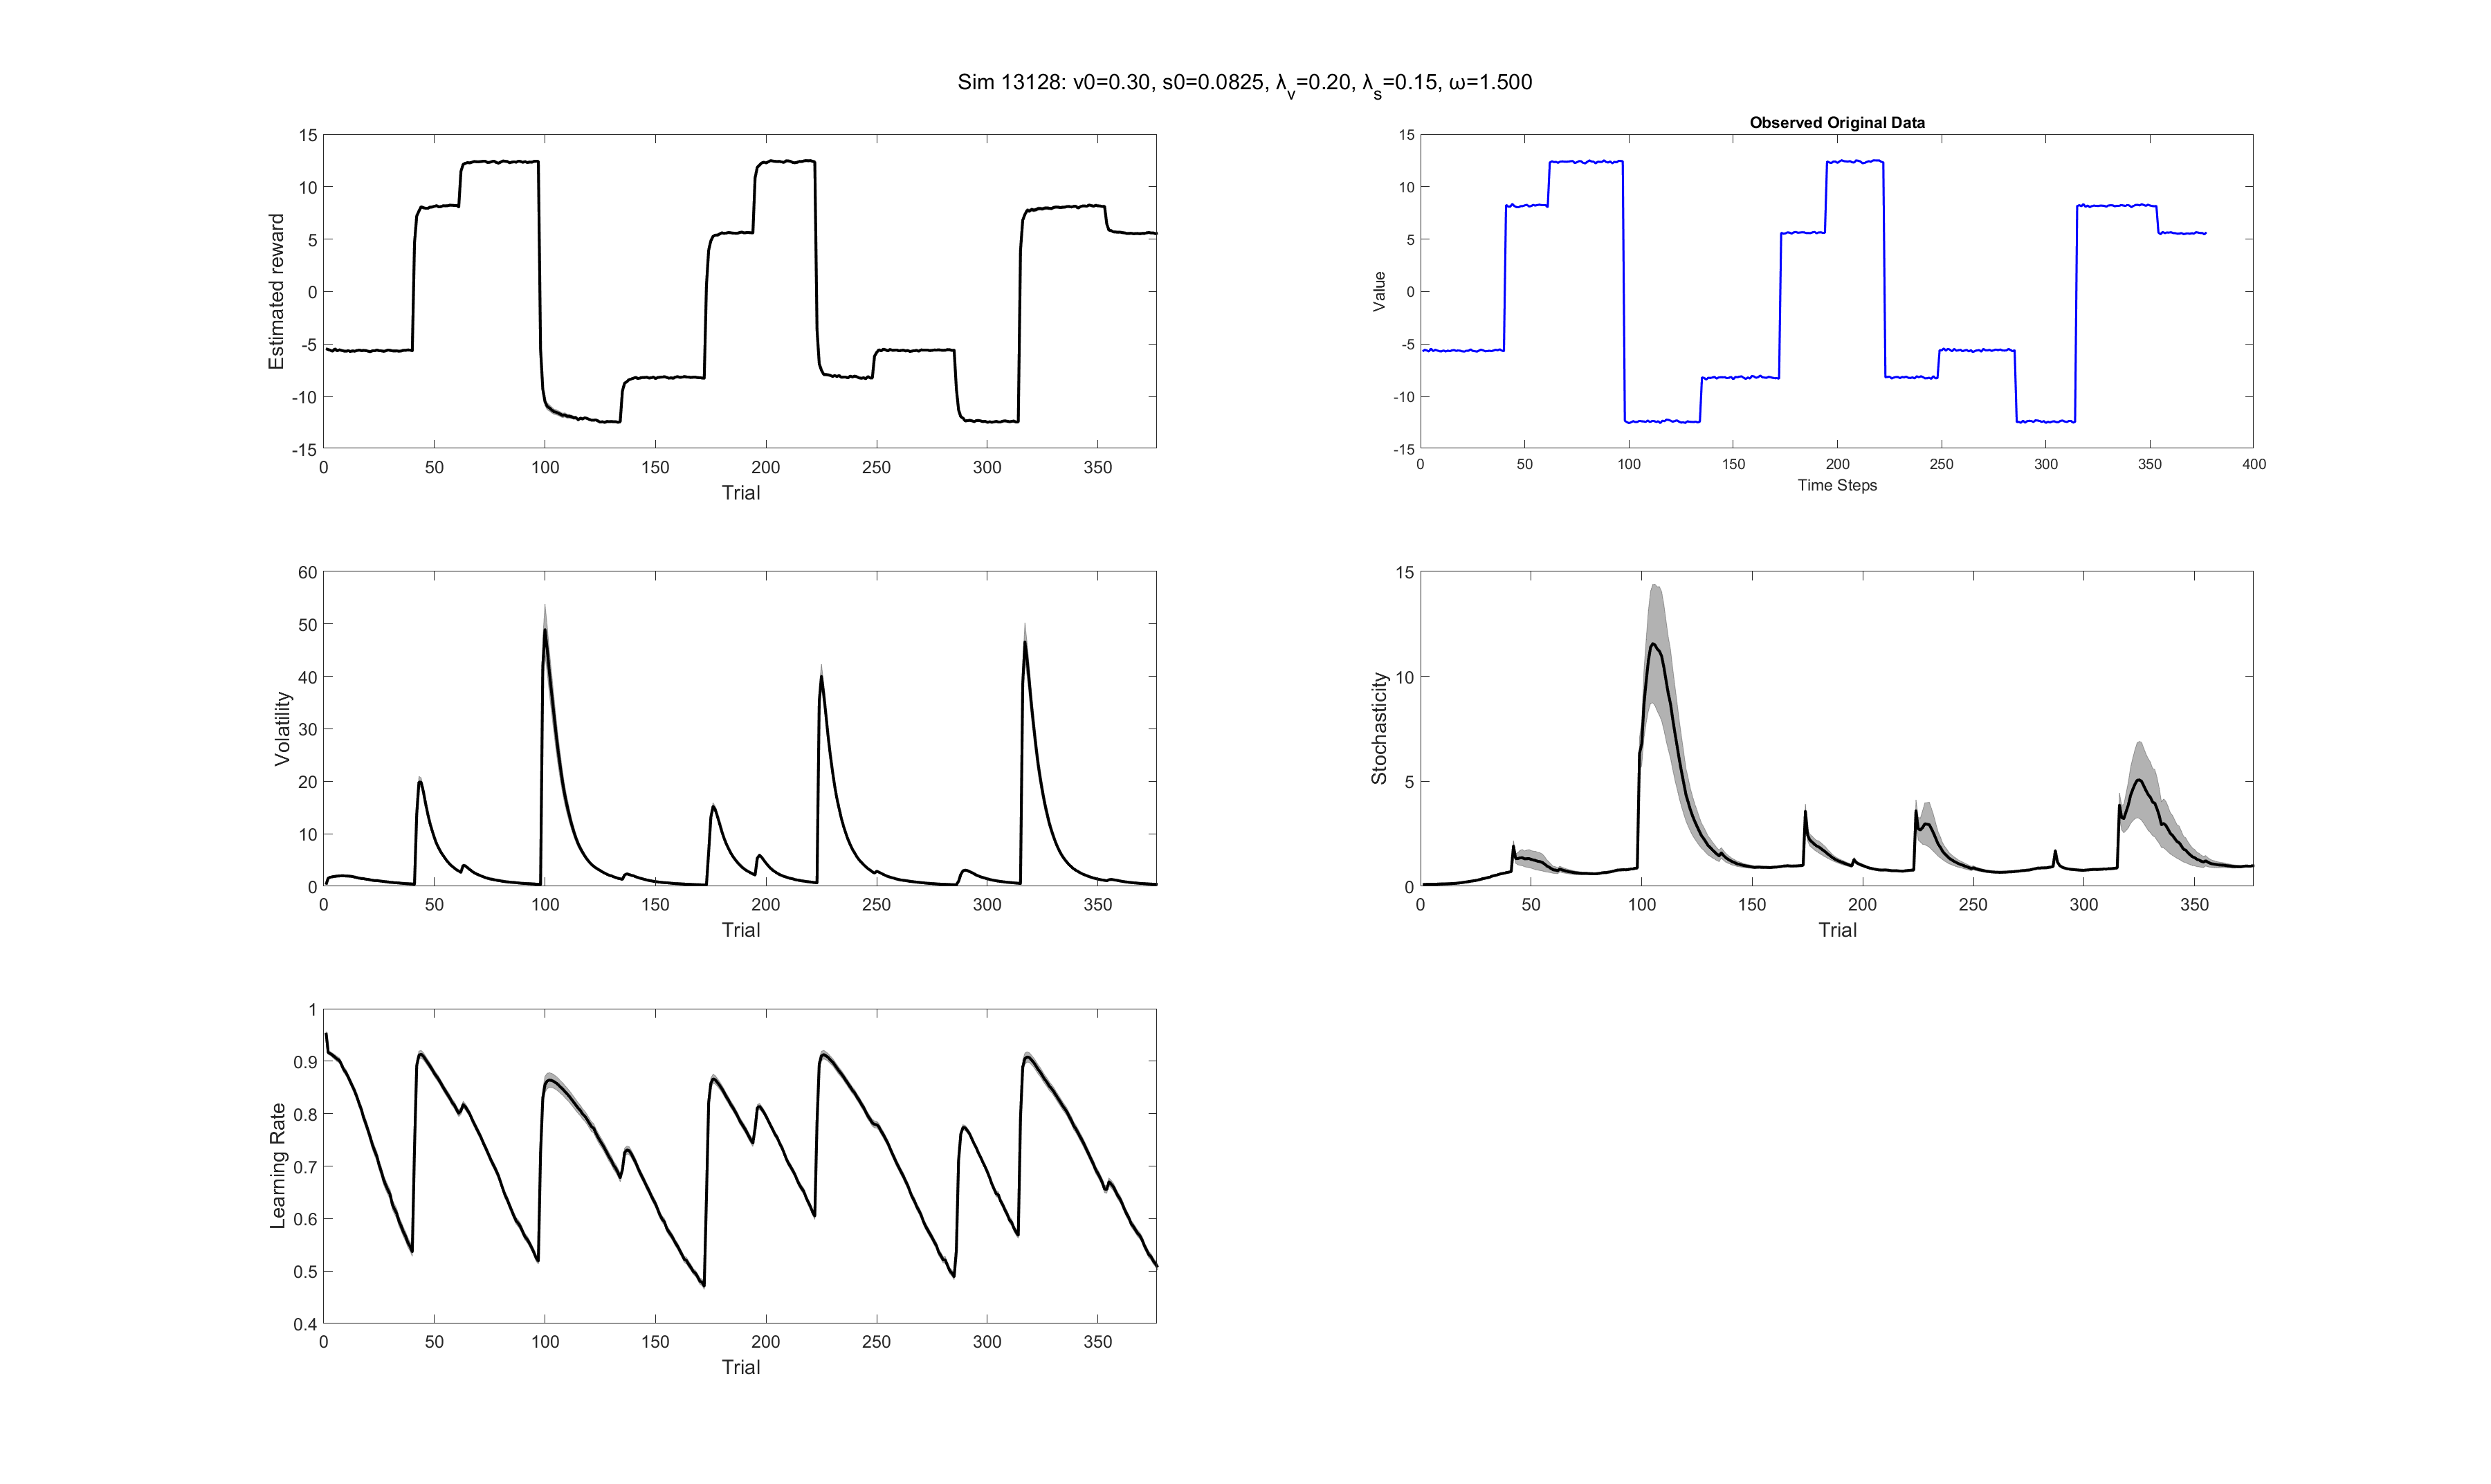 Sim 13128: v0=0.30, s0=0.0825, λv=0.20, λs=0.15, ω=1.500
15
10
5
0
-5
-10
-15
Estimated reward
0 50 100 150 200 250 300 350
Trial
Observed Original Data
15
10
5
0
-5
-10
-15
Value
0 50 100 150 200 250 300 350 400
Time Steps
60
50
40
30
20
10
0
Volatility
0 50 100 150 200 250 300 350
Trial
15
10
5
0
Stochasticity
0 50 100 150 200 250 300 350
Trial
1
0.9
0.8
0.7
0.6
0.5
0.4
Learning Rate
0 50 100 150 200 250 300 350
Trial